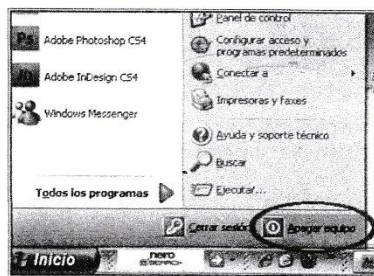 Ps Adobe Photoshop CS4
Adobe InDesign CS4
Windows Messenger
Todos los programas
Panel de control
Configurar acceso y
programas predeterminados
Conectar a
Impresoras y faxes
Ayuda y soporte técnico
Buscar
Ejecutar...
Cerrar sesión
Apagar equipo
Inicio
nero